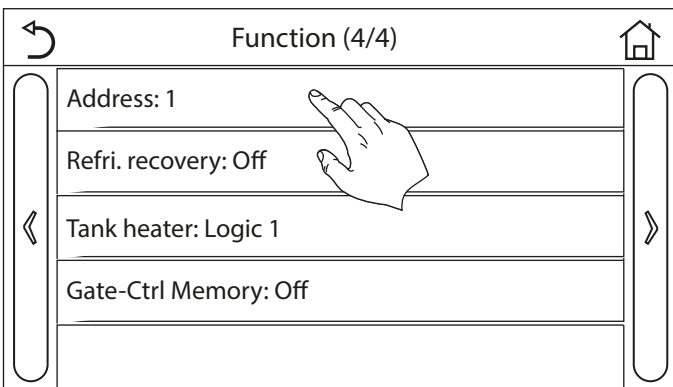 Function (4/4)
Address: 1
Refri. recovery: Off
Tank heater: Logic 1
Gate-Ctrl Memory: Off